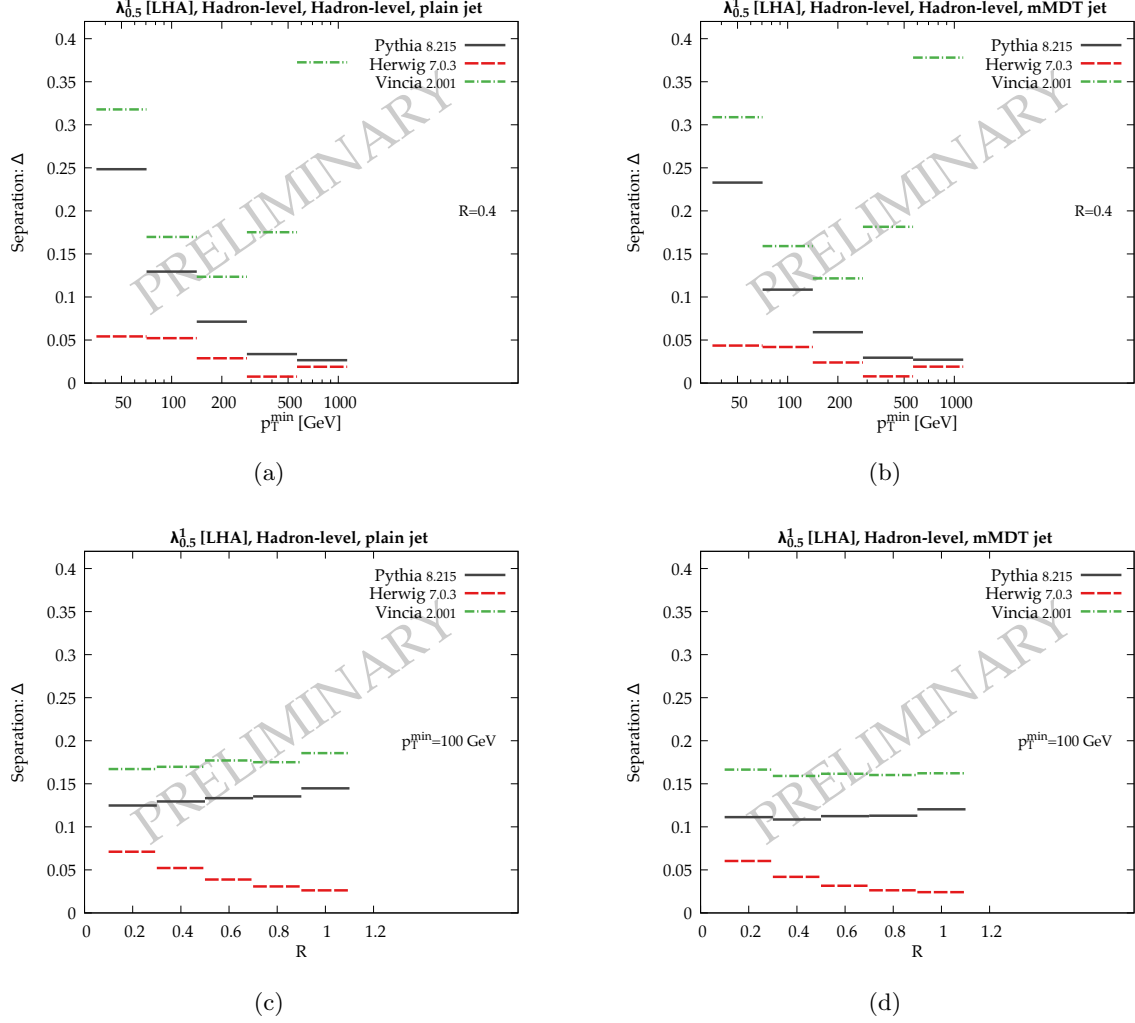 λ¹₀.₅ [LHA], Hadron-level, Hadron-level, plain jet
Pythia 8.215
Herwig 7.0.3
Vincia 2.001
PRELIMINARY
R=0.4
Separation: Δ
0.4
0.35
0.3
0.25
0.2
0.15
0.1
0.05
0
50 100 200 500 1000
p_T^min [GeV]
(a)
λ¹₀.₅ [LHA], Hadron-level, Hadron-level, mMDT jet
Pythia 8.215
Herwig 7.0.3
Vincia 2.001
PRELIMINARY
R=0.4
Separation: Δ
0.4
0.35
0.3
0.25
0.2
0.15
0.1
0.05
0
50 100 200 500 1000
p_T^min [GeV]
(b)
λ¹₀.₅ [LHA], Hadron-level, plain jet
Pythia 8.215
Herwig 7.0.3
Vincia 2.001
PRELIMINARY
p_T^min=100 GeV
Separation: Δ
0.4
0.35
0.3
0.25
0.2
0.15
0.1
0.05
0
0 0.2 0.4 0.6 0.8 1 1.2
R
(c)
λ¹₀.₅ [LHA], Hadron-level, mMDT jet
Pythia 8.215
Herwig 7.0.3
Vincia 2.001
PRELIMINARY
p_T^min=100 GeV
Separation: Δ
0.4
0.35
0.3
0.25
0.2
0.15
0.1
0.05
0
0 0.2 0.4 0.6 0.8 1 1.2
R
(d)